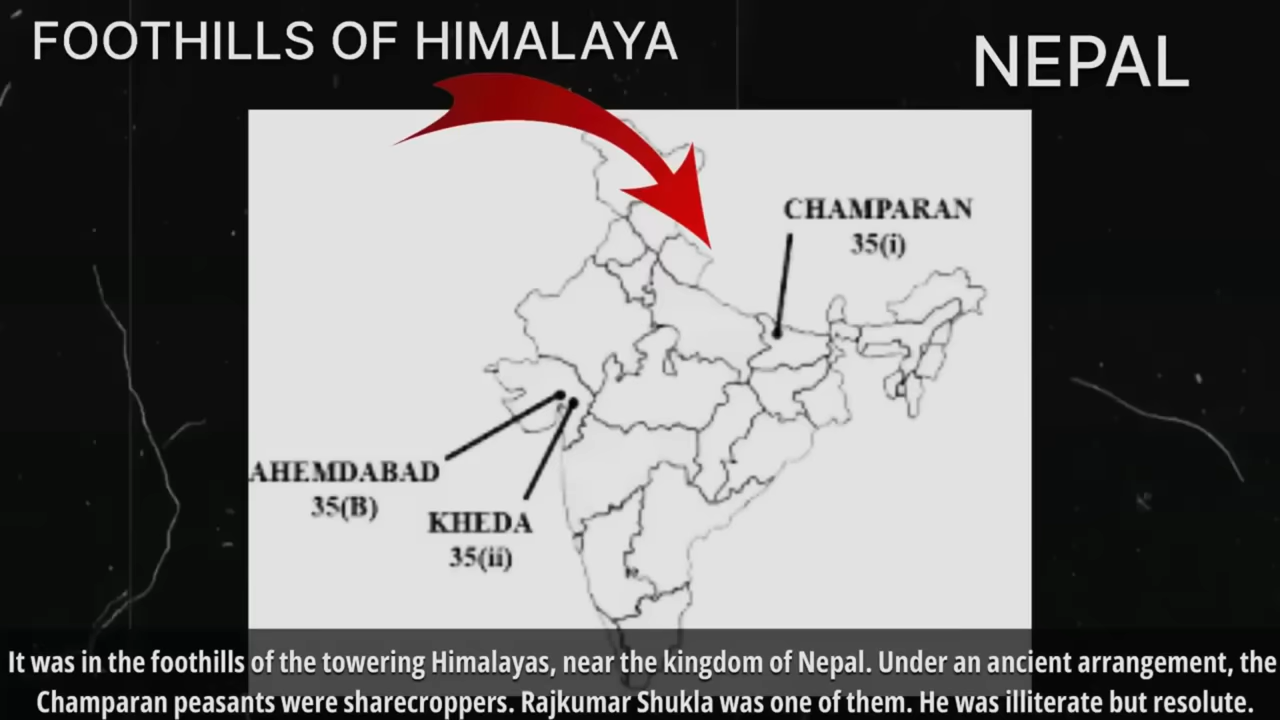 FOOTHILLS OF HIMALAYA
NEPAL
CHAMPARAN
35(i)
AHEMDABAD
35(B)
KHEDA
35(ii)
It was in the foothills of the towering Himalayas, near the kingdom of Nepal. Under an ancient arrangement, the
Champaran peasants were sharecroppers. Rajkumar Shukla was one of them. He was illiterate but resolute.